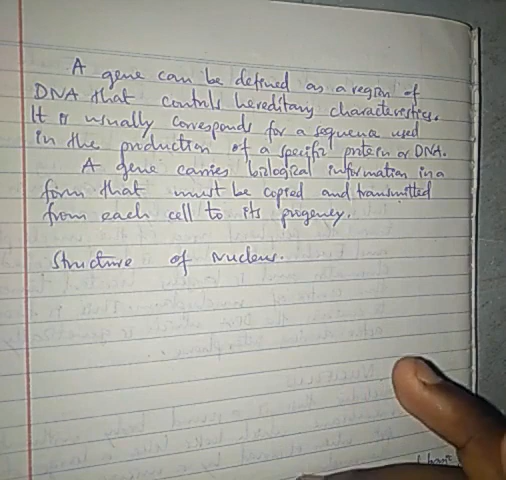 A gene can be defined as a region of
DNA that controls hereditary characteristics.
It is usually corresponds for a sequence used
in the production of a specific protein or DNA.
A gene carries biological information in a
form that must be copied and transmitted
from each cell to its progeney.
Structure of Nucleus.